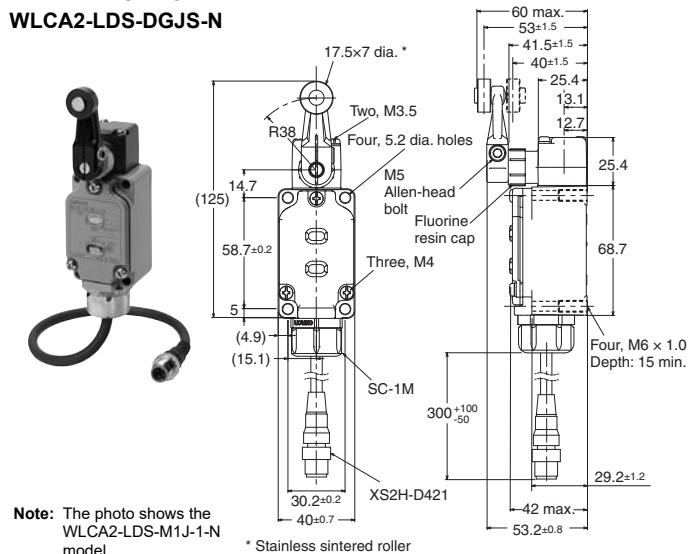 WLCA2-LDS-DGJS-N
60 max.
53±1.5
41.5±1.5
40±1.5
25.4
13.1
12.7
17.5×7 dia. *
Two, M3.5
R38
Four, 5.2 dia. holes
M5
Allen-head
bolt
25.4
14.7
(125)
Fluorine
resin cap
58.7±0.2
68.7
Three, M4
5
(4.9)
(15.1)
Four, M6 × 1.0
Depth: 15 min.
SC-1M
300 +100
-50
29.2±1.2
XS2H-D421
30.2±0.2
42 max.
40±0.7
53.2±0.8
Note: The photo shows the
WLCA2-LDS-M1J-1-N
model.
* Stainless sintered roller